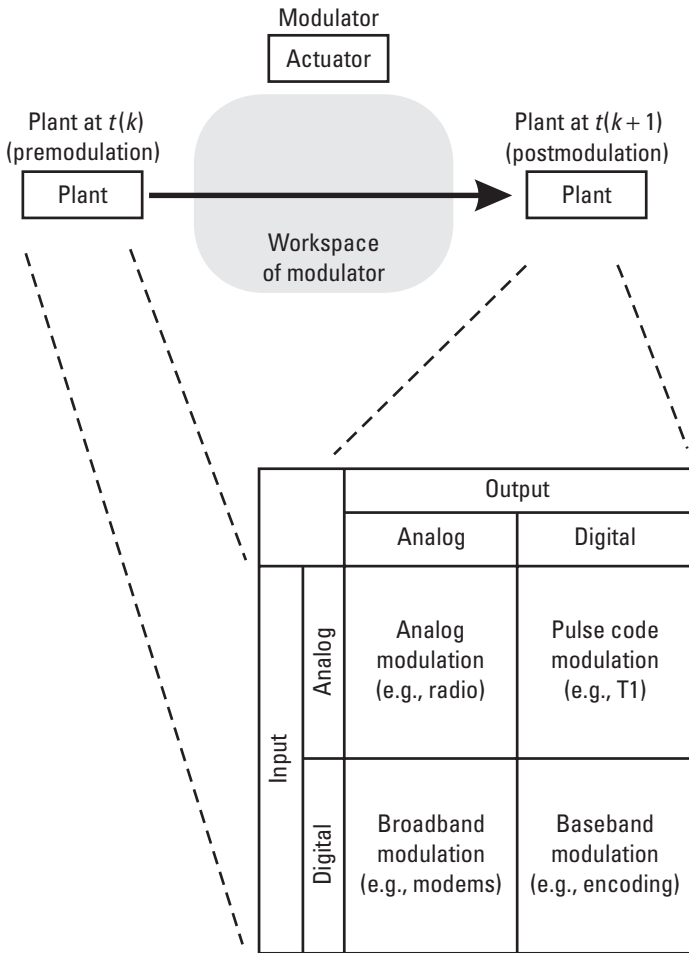 Modulator
Actuator
Plant at t(k)
(premodulation)
Plant
Plant at t(k + 1)
(postmodulation)
Plant
Workspace
of modulator
Output
Analog
Digital
Input
Analog
Analog
modulation
(e.g., radio)
Pulse code
modulation
(e.g., T1)
Digital
Broadband
modulation
(e.g., modems)
Baseband
modulation
(e.g., encoding)